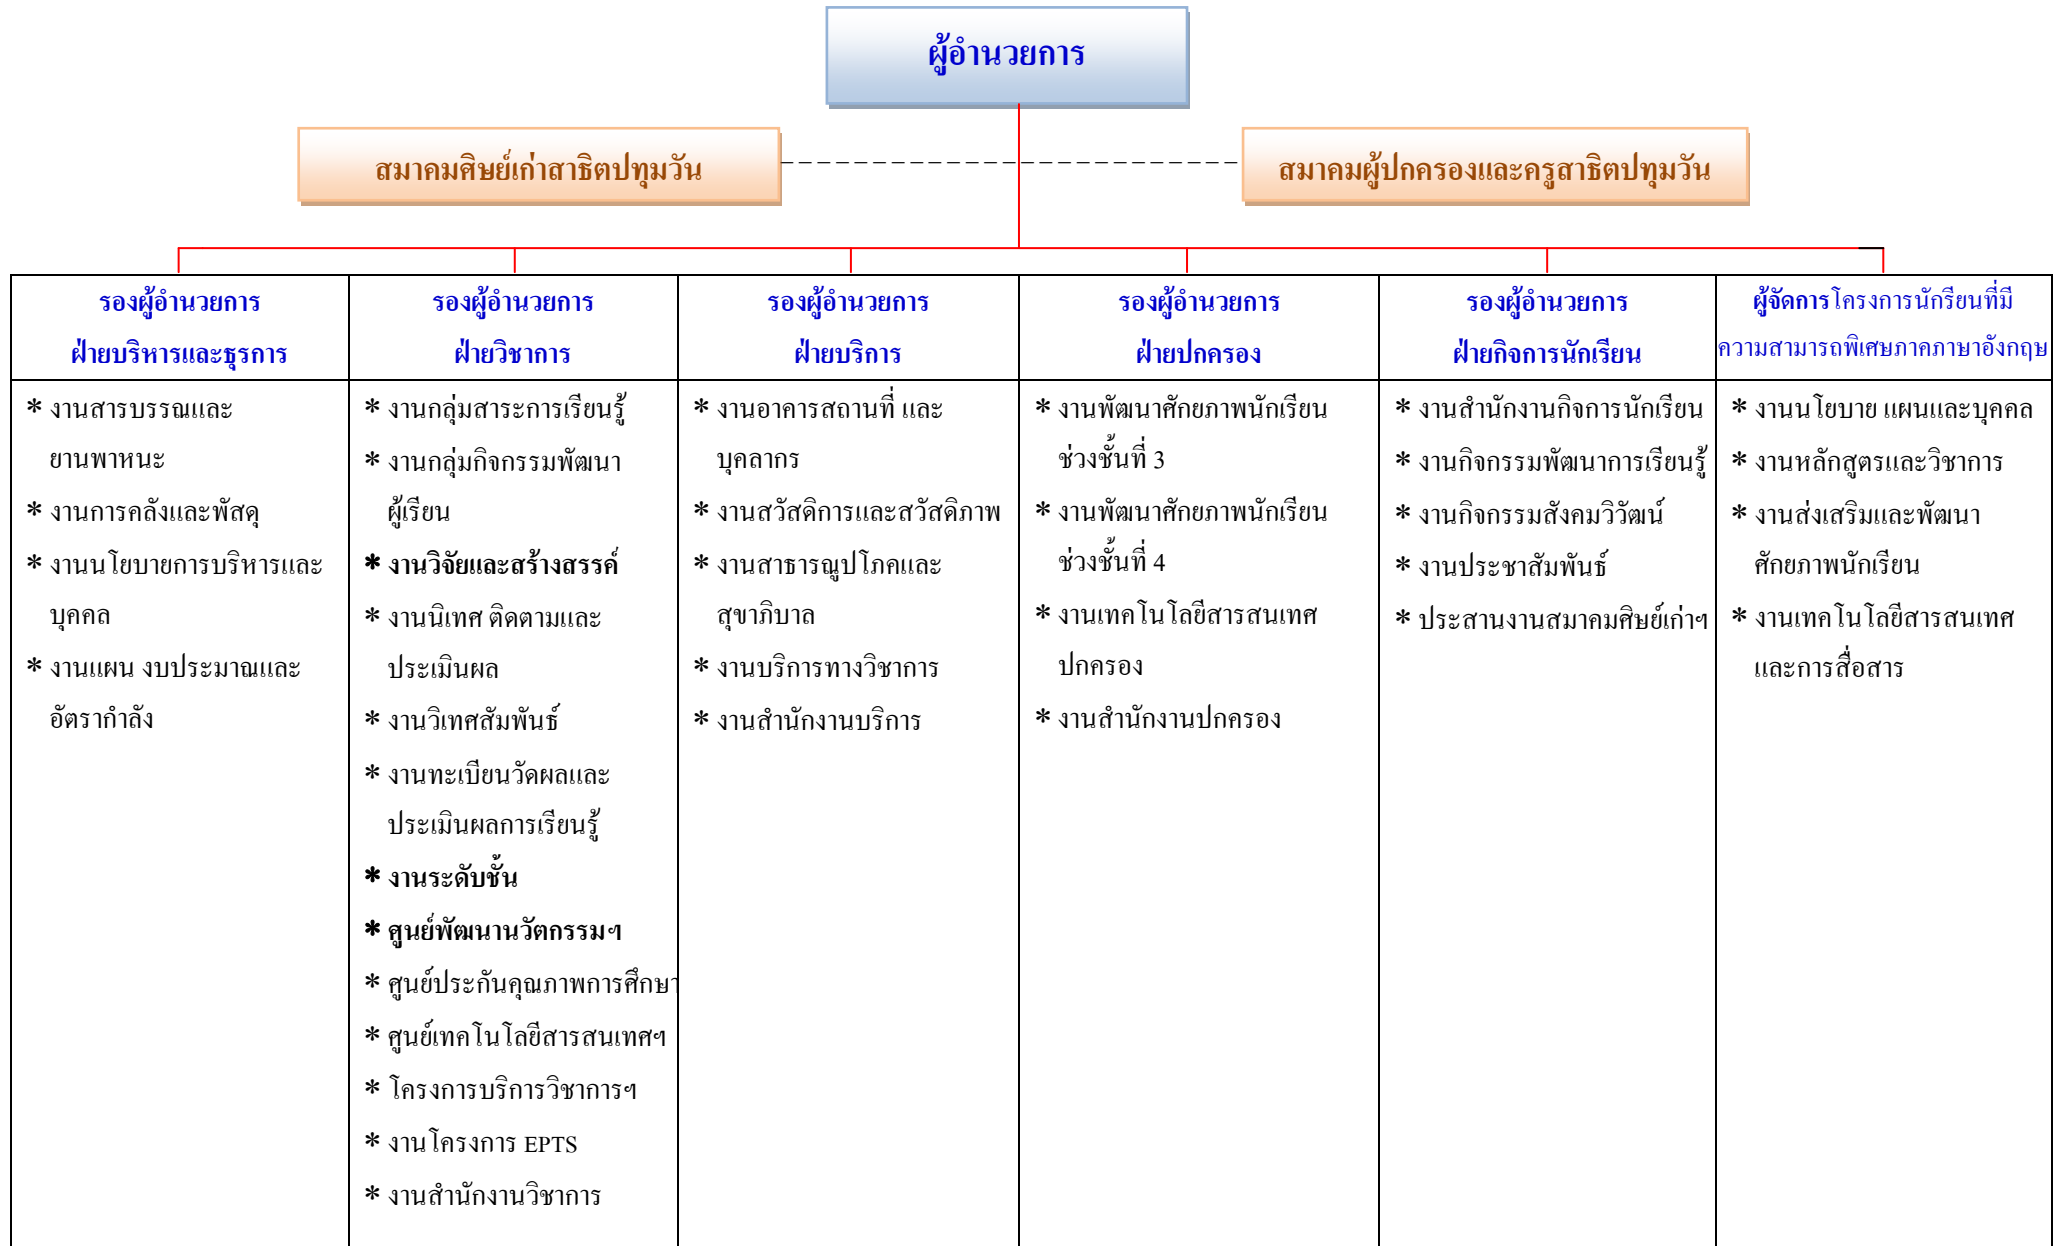 ผู้อำนวยการ
สมาคมศิษย์เก่าสาธิตปทุมวัน
สมาคมผู้ปกครองและครูสาธิตปทุมวัน
รองผู้อำนวยการ
ฝ่ายบริหารและธุรการ
* งานสารบรรณและ
ยานพาหนะ
* งานการคลังและพัสดุ
* งานนโยบายการบริหารและ
บุคคล
* งานแผน งบประมาณและ
อัตรากำลัง
รองผู้อำนวยการ
ฝ่ายวิชาการ
* งานกลุ่มสาระการเรียนรู้
* งานกลุ่มกิจกรรมพัฒนา
ผู้เรียน
* งานวิจัยและสร้างสรรค์
* งานนิเทศ ติดตามและ
ประเมินผล
* งานวิเทศสัมพันธ์
* งานทะเบียนวัดผลและ
ประเมินผลการเรียนรู้
* งานระดับชั้น
* ศูนย์พัฒนานวัตกรรมฯ
* ศูนย์ประกันคุณภาพการศึกษา
* ศูนย์เทคโนโลยีสารสนเทศฯ
* โครงการบริการวิชาการฯ
* งานโครงการ EPTS
* งานสำนักงานวิชาการ
รองผู้อำนวยการ
ฝ่ายบริการ
* งานอาคารสถานที่ และ
บุคลากร
* งานสวัสดิการและสวัสดิภาพ
* งานสาธารณูปโภคและ
สุขาภิบาล
* งานบริการทางวิชาการ
* งานสำนักงานบริการ
รองผู้อำนวยการ
ฝ่ายปกครอง
* งานพัฒนาศักยภาพนักเรียน
ช่วงชั้นที่ 3
* งานพัฒนาศักยภาพนักเรียน
ช่วงชั้นที่ 4
* งานเทคโนโลยีสารสนเทศ
ปกครอง
* งานสำนักงานปกครอง
รองผู้อำนวยการ
ฝ่ายกิจการนักเรียน
* งานสำนักงานกิจการนักเรียน
* งานกิจกรรมพัฒนาการเรียนรู้
* งานกิจกรรมสังคมวิวัฒน์
* งานประชาสัมพันธ์
* ประสานงานสมาคมศิษย์เก่าฯ
ผู้จัดการโครงการนักรียนที่มี
ความสามารถพิเศษภาคภาษาอังกฤษ
* งานนโยบาย แผนและบุคคล
* งานหลักสูตรและวิชาการ
* งานส่งเสริมและพัฒนา
ศักยภาพนักเรียน
* งานเทคโนโลยีสารสนเทศ
และการสื่อสาร